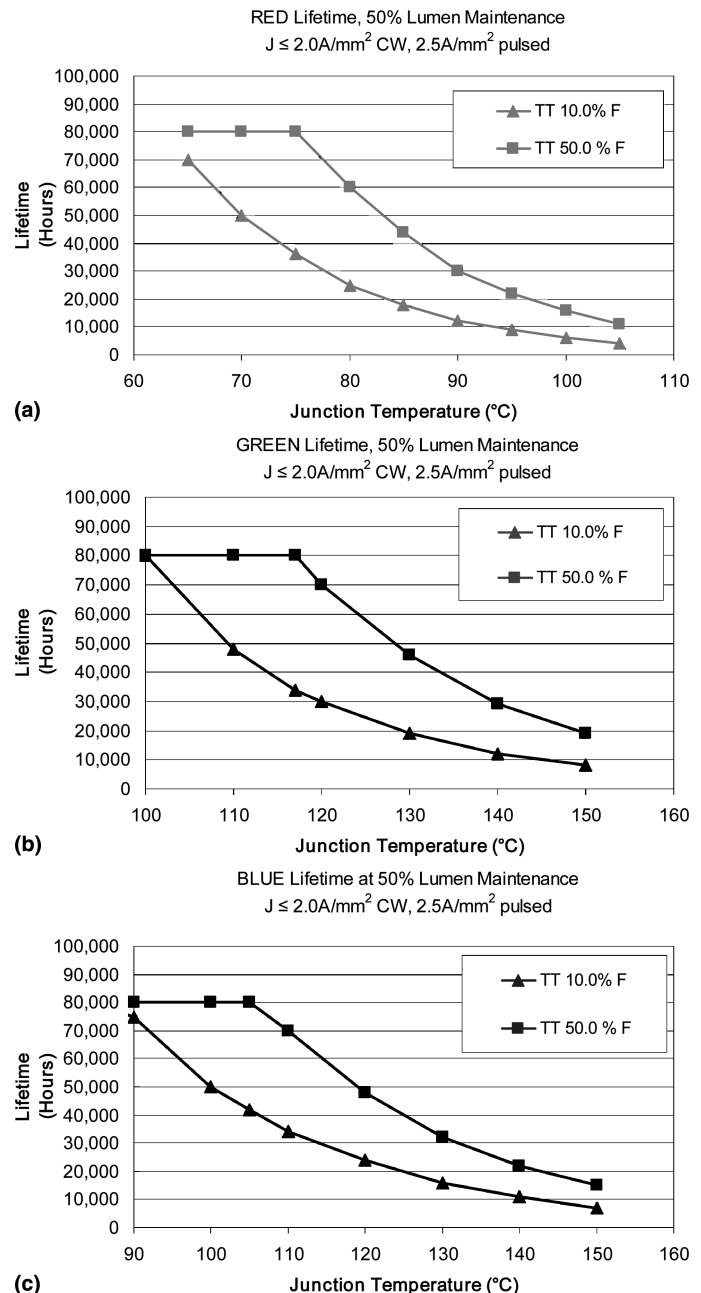 RED Lifetime, 50% Lumen Maintenance
J ≤ 2.0A/mm² CW, 2.5A/mm² pulsed
100,000
90,000
80,000
70,000
60,000
50,000
40,000
30,000
20,000
10,000
0
Lifetime
(Hours)
TT 10.0% F
TT 50.0 % F
60 70 80 90 100 110
Junction Temperature (°C)
(a)
GREEN Lifetime, 50% Lumen Maintenance
J ≤ 2.0A/mm² CW, 2.5A/mm² pulsed
100,000
90,000
80,000
70,000
60,000
50,000
40,000
30,000
20,000
10,000
0
Lifetime
(Hours)
TT 10.0% F
TT 50.0 % F
100 110 120 130 140 150 160
Junction Temperature (°C)
(b)
BLUE Lifetime at 50% Lumen Maintenance
J ≤ 2.0A/mm² CW, 2.5A/mm² pulsed
100,000
90,000
80,000
70,000
60,000
50,000
40,000
30,000
20,000
10,000
0
Lifetime
(Hours)
TT 10.0% F
TT 50.0 % F
90 100 110 120 130 140 150 160
Junction Temperature (°C)
(c)